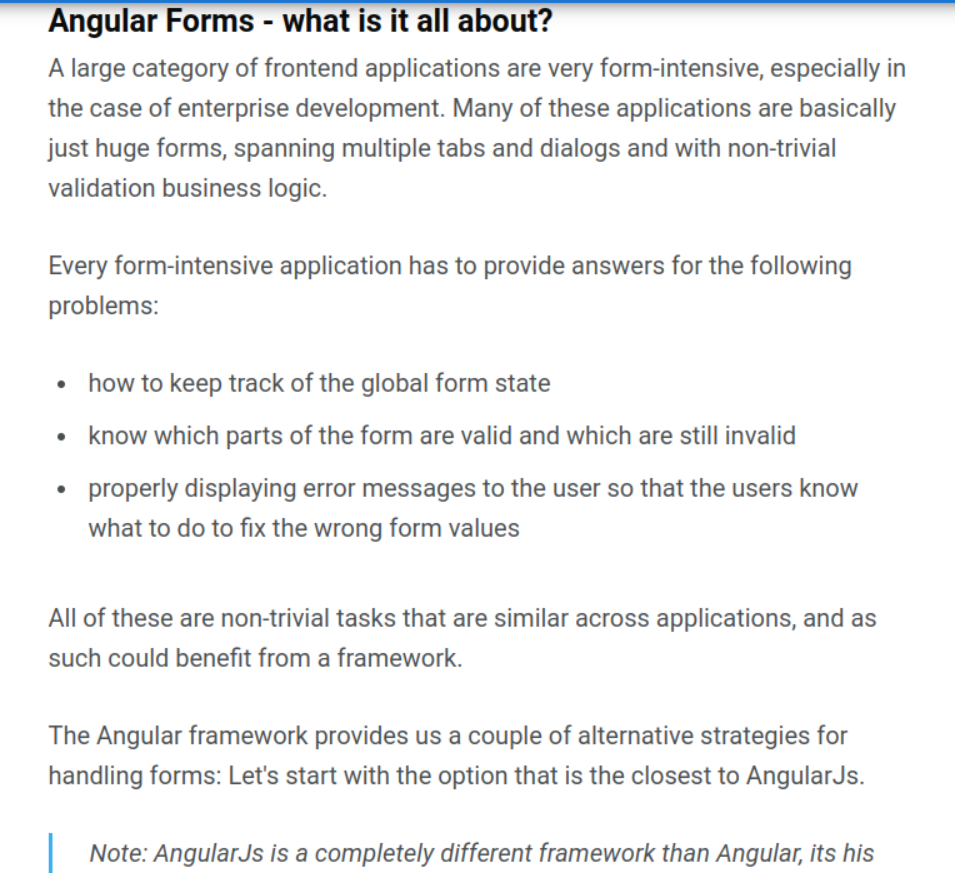 Angular Forms - what is it all about?
A large category of frontend applications are very form-intensive, especially in
the case of enterprise development. Many of these applications are basically
just huge forms, spanning multiple tabs and dialogs and with non-trivial
validation business logic.
Every form-intensive application has to provide answers for the following
problems:
• how to keep track of the global form state
• know which parts of the form are valid and which are still invalid
• properly displaying error messages to the user so that the users know
what to do to fix the wrong form values
All of these are non-trivial tasks that are similar across applications, and as
such could benefit from a framework.
The Angular framework provides us a couple of alternative strategies for
handling forms: Let's start with the option that is the closest to AngularJs.
Note: AngularJs is a completely different framework than Angular, its his